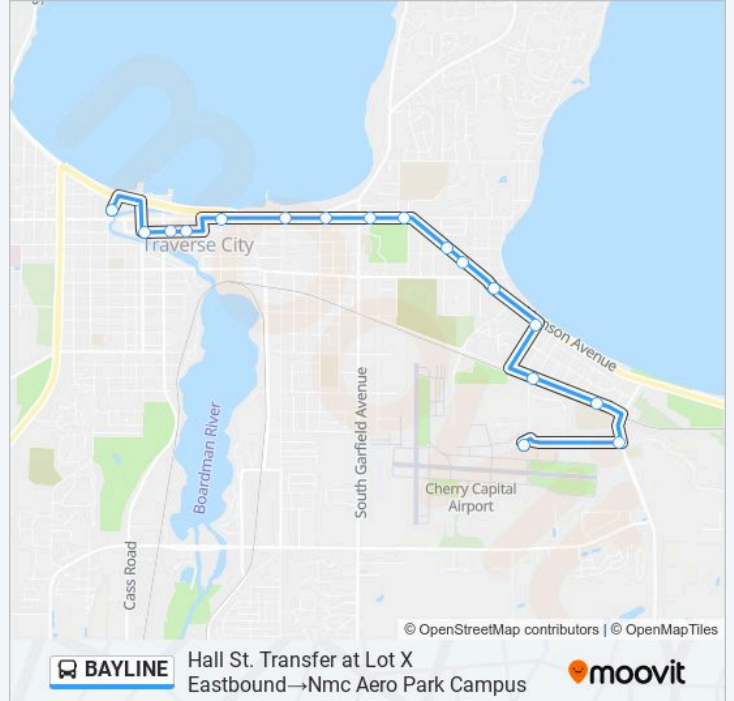 Traverse City
nson Avenue
South Garfield Avenue
Boardman River
Cherry Capital
Airport
Cass Road
© OpenStreetMap contributors | © OpenMapTiles
BAYLINE
Hall St. Transfer at Lot X
Eastbound→Nmc Aero Park Campus
moovit